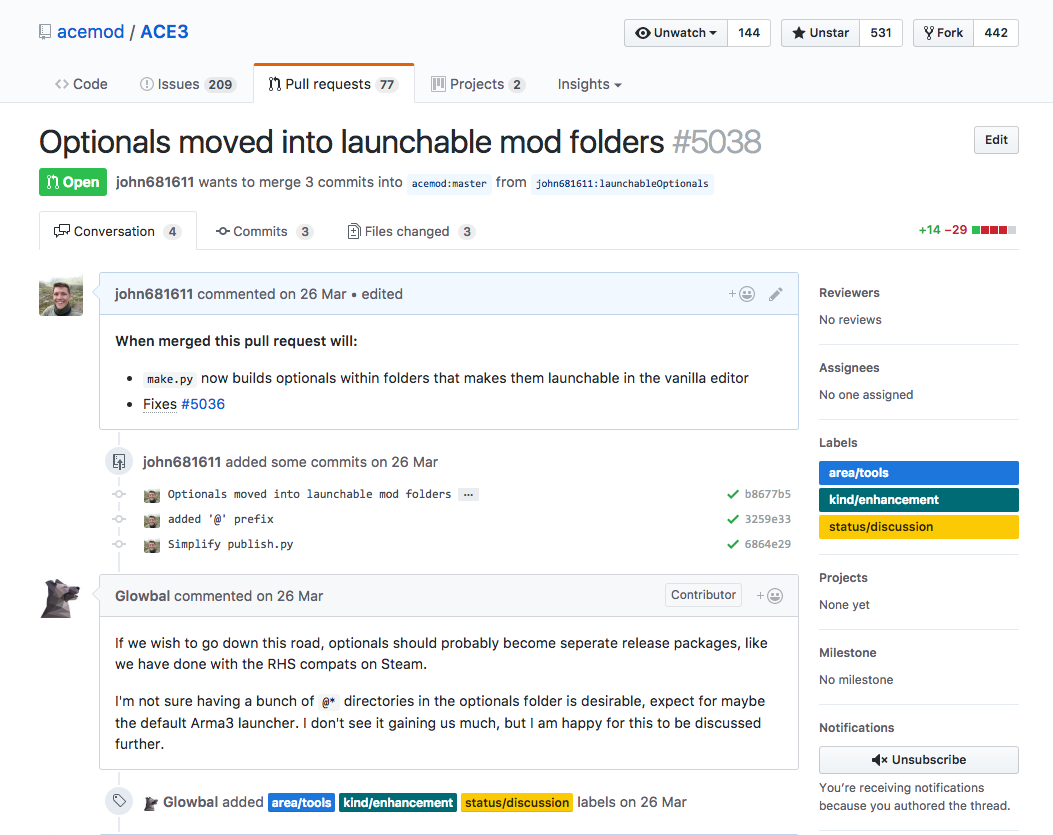 acemod / ACE3
Unwatch 144 Unstar 531 Fork 442
Code Issues 209 Pull requests 77 Projects 2 Insights
Optionals moved into launchable mod folders #5038
Edit
Open john681611 wants to merge 3 commits into acemod:master from john681611:launchableOptionals
Conversation 4 Commits 3 Files changed 3
+14 −29
john681611 commented on 26 Mar • edited
When merged this pull request will:
• make.py now builds optionals within folders that makes them launchable in the vanilla editor
• Fixes #5036
john681611 added some commits on 26 Mar
Optionals moved into launchable mod folders … b8677b5
added '@' prefix 3259e33
Simplify publish.py 6864e29
Glowbal commented on 26 Mar Contributor
If we wish to go down this road, optionals should probably become seperate release packages, like
we have done with the RHS compats on Steam.
I'm not sure having a bunch of @* directories in the optionals folder is desirable, expect for maybe
the default Arma3 launcher. I don't see it gaining us much, but I am happy for this to be discussed
further.
Glowbal added area/tools kind/enhancement status/discussion labels on 26 Mar
Reviewers
No reviews
Assignees
No one assigned
Labels
area/tools
kind/enhancement
status/discussion
Projects
None yet
Milestone
No milestone
Notifications
Unsubscribe
You're receiving notifications
because you authored the thread.